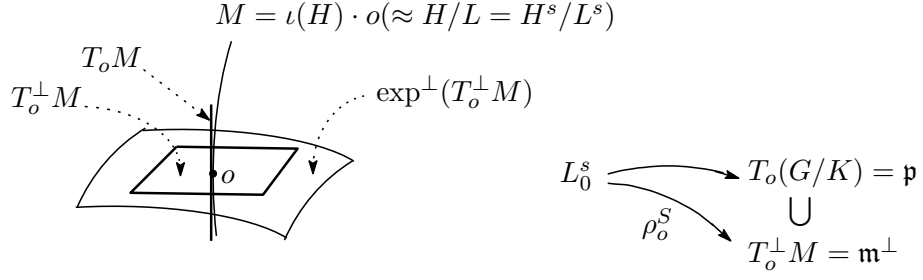 M = ι(H) · o(≈ H/L = H^s/L^s)
T_oM
T_o^⊥M
exp^⊥(T_o^⊥M)
o
L_0^s
T_o(G/K) = 𝔭
∪
ρ_o^S
T_o^⊥M = 𝔪^⊥